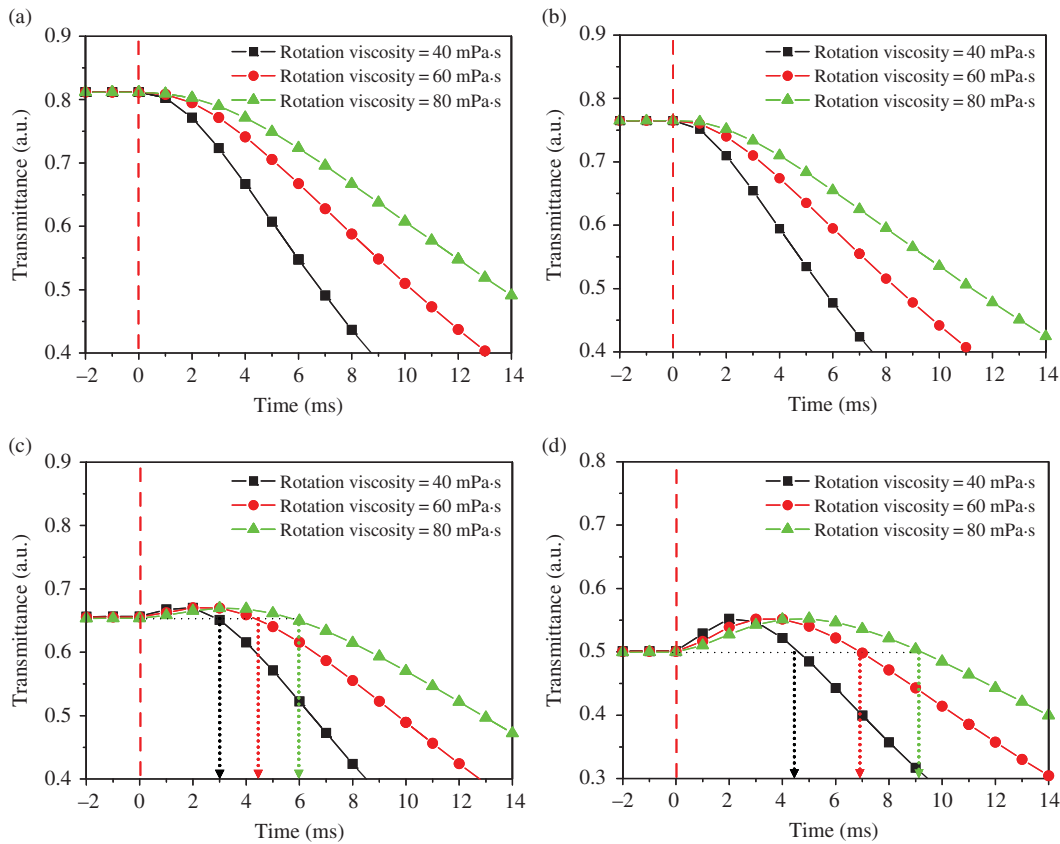 (a)
0.9
0.8
0.7
0.6
0.5
0.4
Transmittance (a.u.)
Rotation viscosity = 40 mPa·s
Rotation viscosity = 60 mPa·s
Rotation viscosity = 80 mPa·s
−2 0 2 4 6 8 10 12 14
Time (ms)
(b)
0.9
0.8
0.7
0.6
0.5
0.4
Transmittance (a.u.)
Rotation viscosity = 40 mPa·s
Rotation viscosity = 60 mPa·s
Rotation viscosity = 80 mPa·s
−2 0 2 4 6 8 10 12 14
Time (ms)
(c)
0.9
0.8
0.7
0.6
0.5
0.4
Transmittance (a.u.)
Rotation viscosity = 40 mPa·s
Rotation viscosity = 60 mPa·s
Rotation viscosity = 80 mPa·s
−2 0 2 4 6 8 10 12 14
Time (ms)
(d)
0.8
0.7
0.6
0.5
0.4
0.3
Transmittance (a.u.)
Rotation viscosity = 40 mPa·s
Rotation viscosity = 60 mPa·s
Rotation viscosity = 80 mPa·s
−2 0 2 4 6 8 10 12 14
Time (ms)